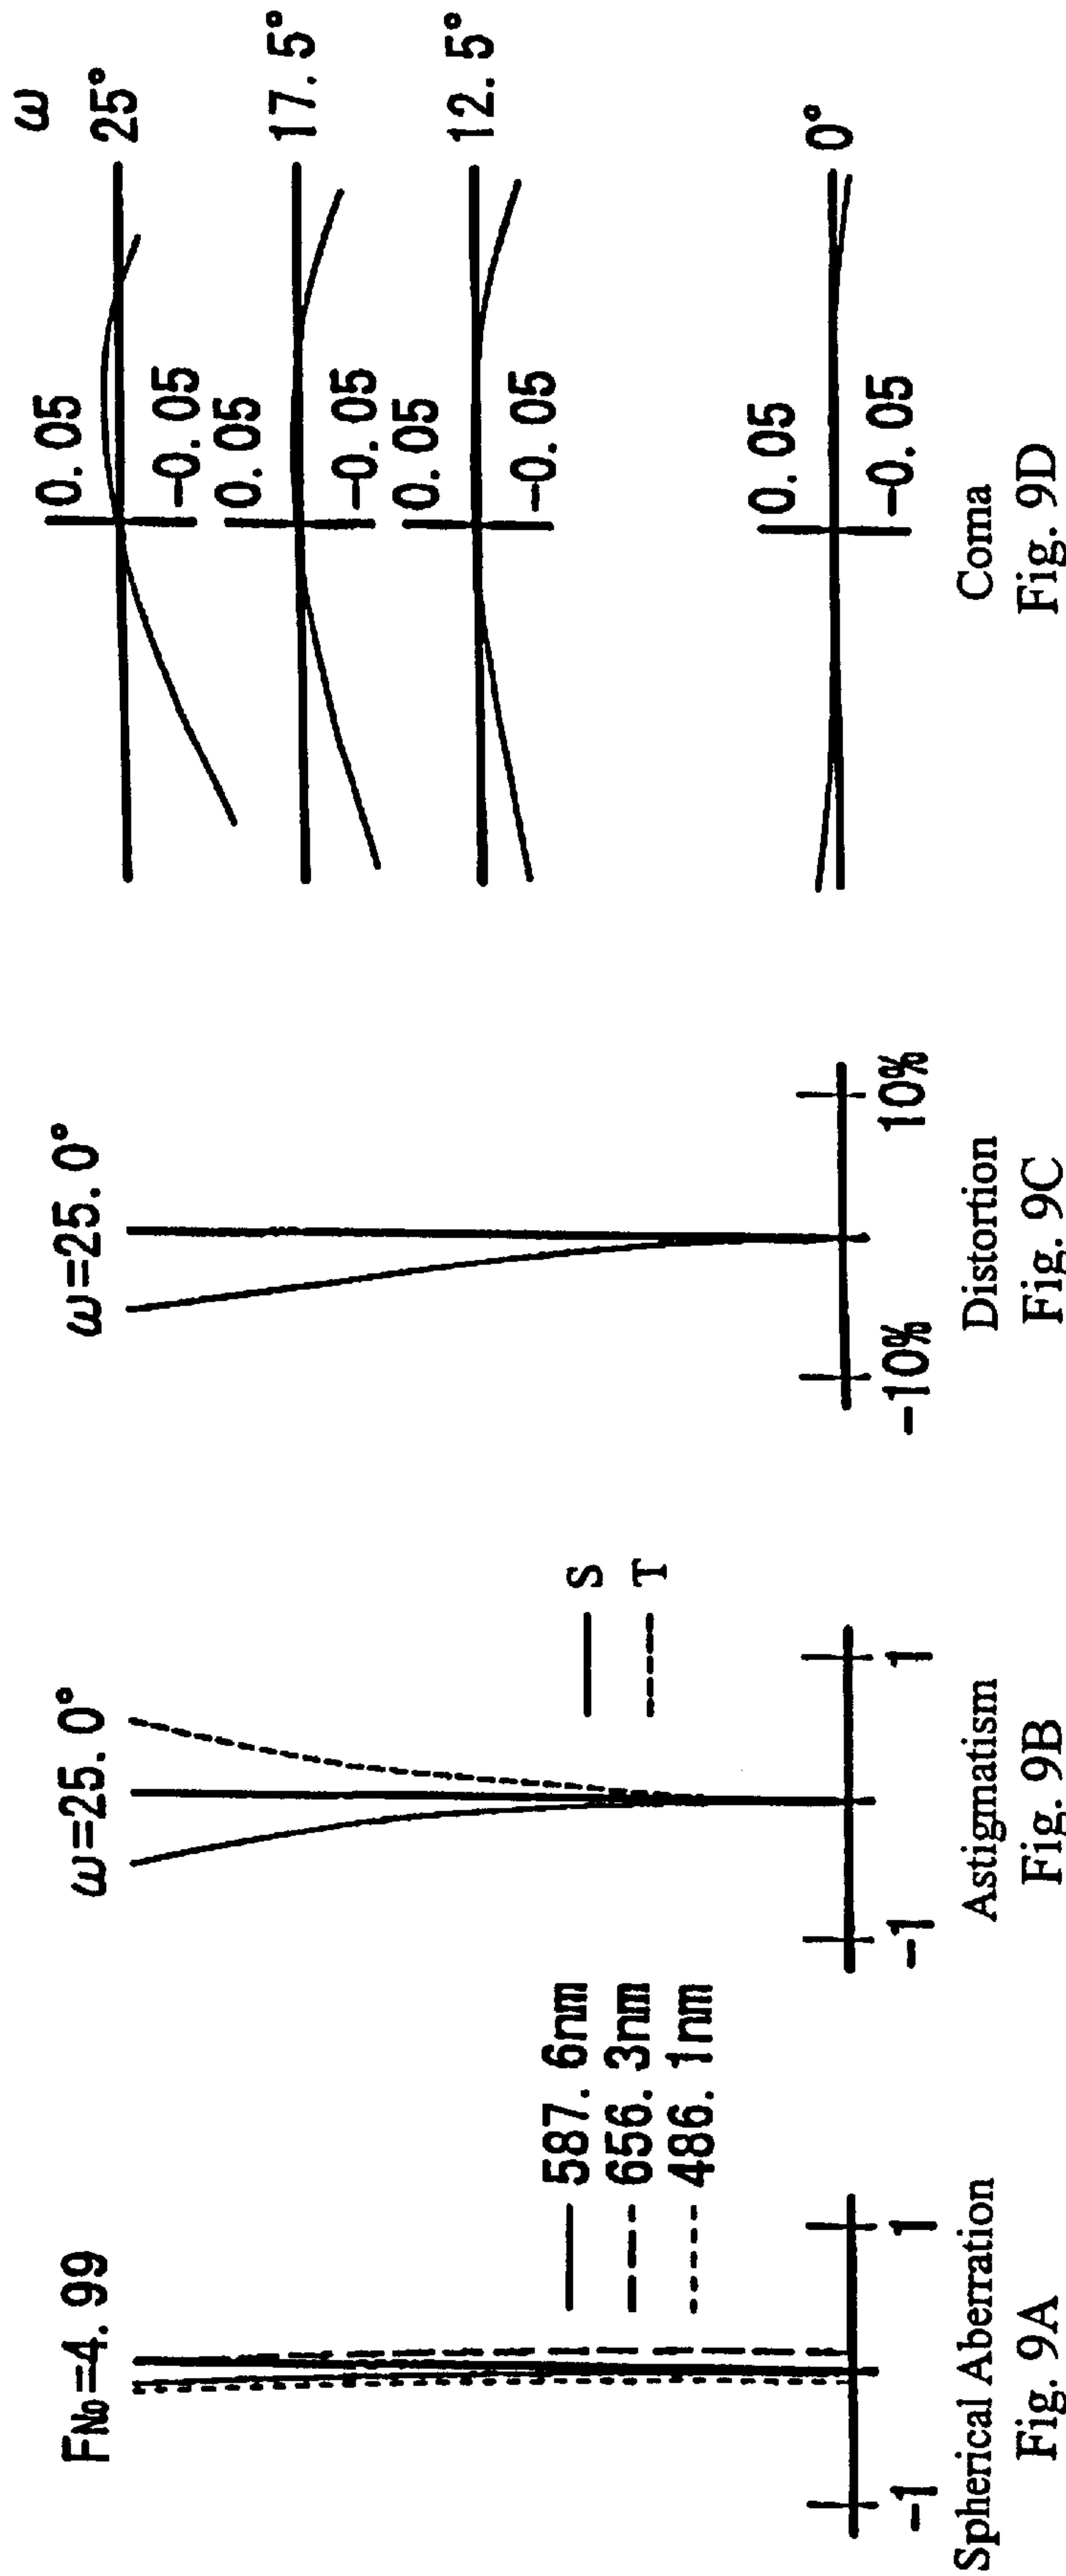 FNo=4.99
587.6nm
656.3nm
486.1nm
-1
1
Spherical Aberration
Fig. 9A
ω=25.0°
S
T
-1
1
Astigmatism
Fig. 9B
ω=25.0°
-10%
10%
Distortion
Fig. 9C
ω
25°
0.05
-0.05
17.5°
0.05
-0.05
12.5°
0.05
-0.05
0°
0.05
-0.05
Coma
Fig. 9D